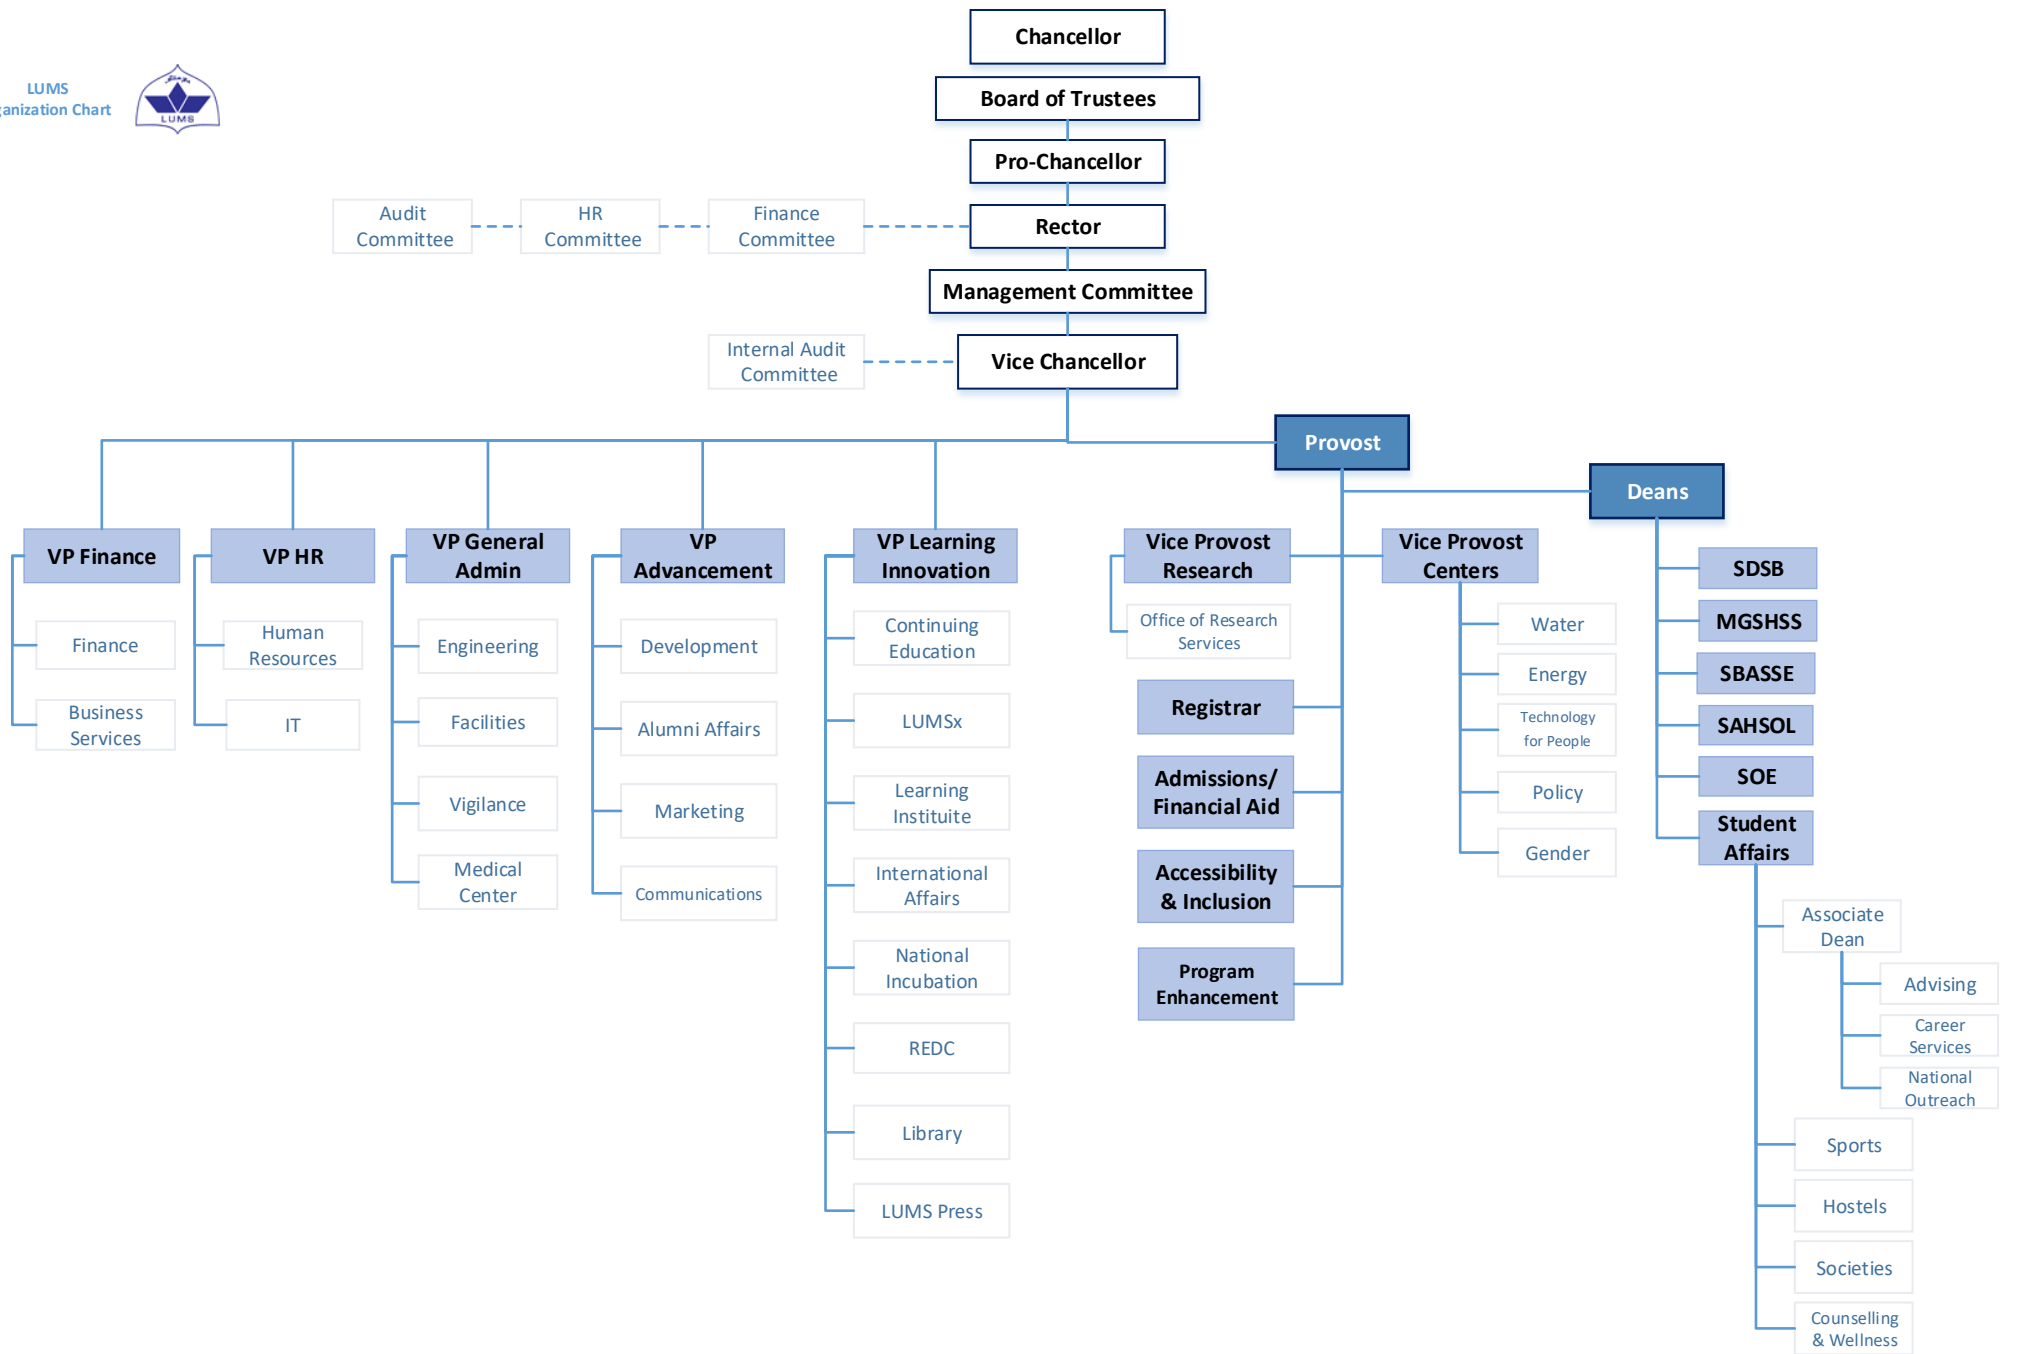 Chancellor
LUMS
ganization Chart
LUMS
Board of Trustees
Pro-Chancellor
Audit
Committee
HR
Committee
Finance
Committee
Rector
Management Committee
Internal Audit
Committee
Vice Chancellor
Provost
Deans
VP Finance
Finance
Business
Services
VP HR
Human
Resources
IT
VP General
Admin
Engineering
Facilities
Vigilance
Medical
Center
VP
Advancement
Development
Alumni Affairs
Marketing
Communications
VP Learning
Innovation
Continuing
Education
LUMSx
Learning
Instituite
International
Affairs
National
Incubation
REDC
Library
LUMS Press
Vice Provost
Research
Office of Research
Services
Registrar
Admissions/
Financial Aid
Accessibility
& Inclusion
Program
Enhancement
Vice Provost
Centers
Water
Energy
Technology
for People
Policy
Gender
SDSB
MGSHSS
SBASSE
SAHSOL
SOE
Student
Affairs
Associate
Dean
Advising
Career
Services
National
Outreach
Sports
Hostels
Societies
Counselling
& Wellness